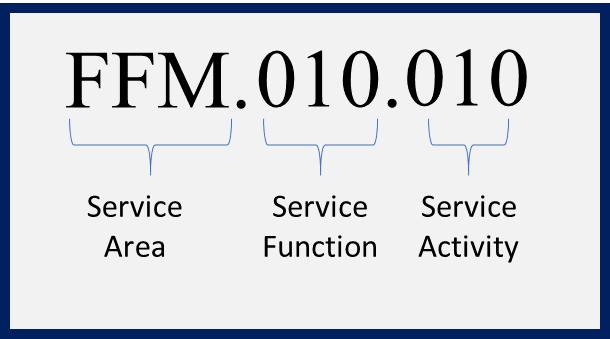 FFM.010.010
Service Service Service
Area Function Activity